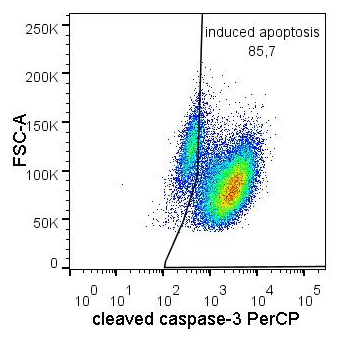 250K
induced apoptosis
85,7
200K
150K
FSC-A
100K
50K
0
10^0 10^1 10^2 10^3 10^4 10^5
cleaved caspase-3 PerCP